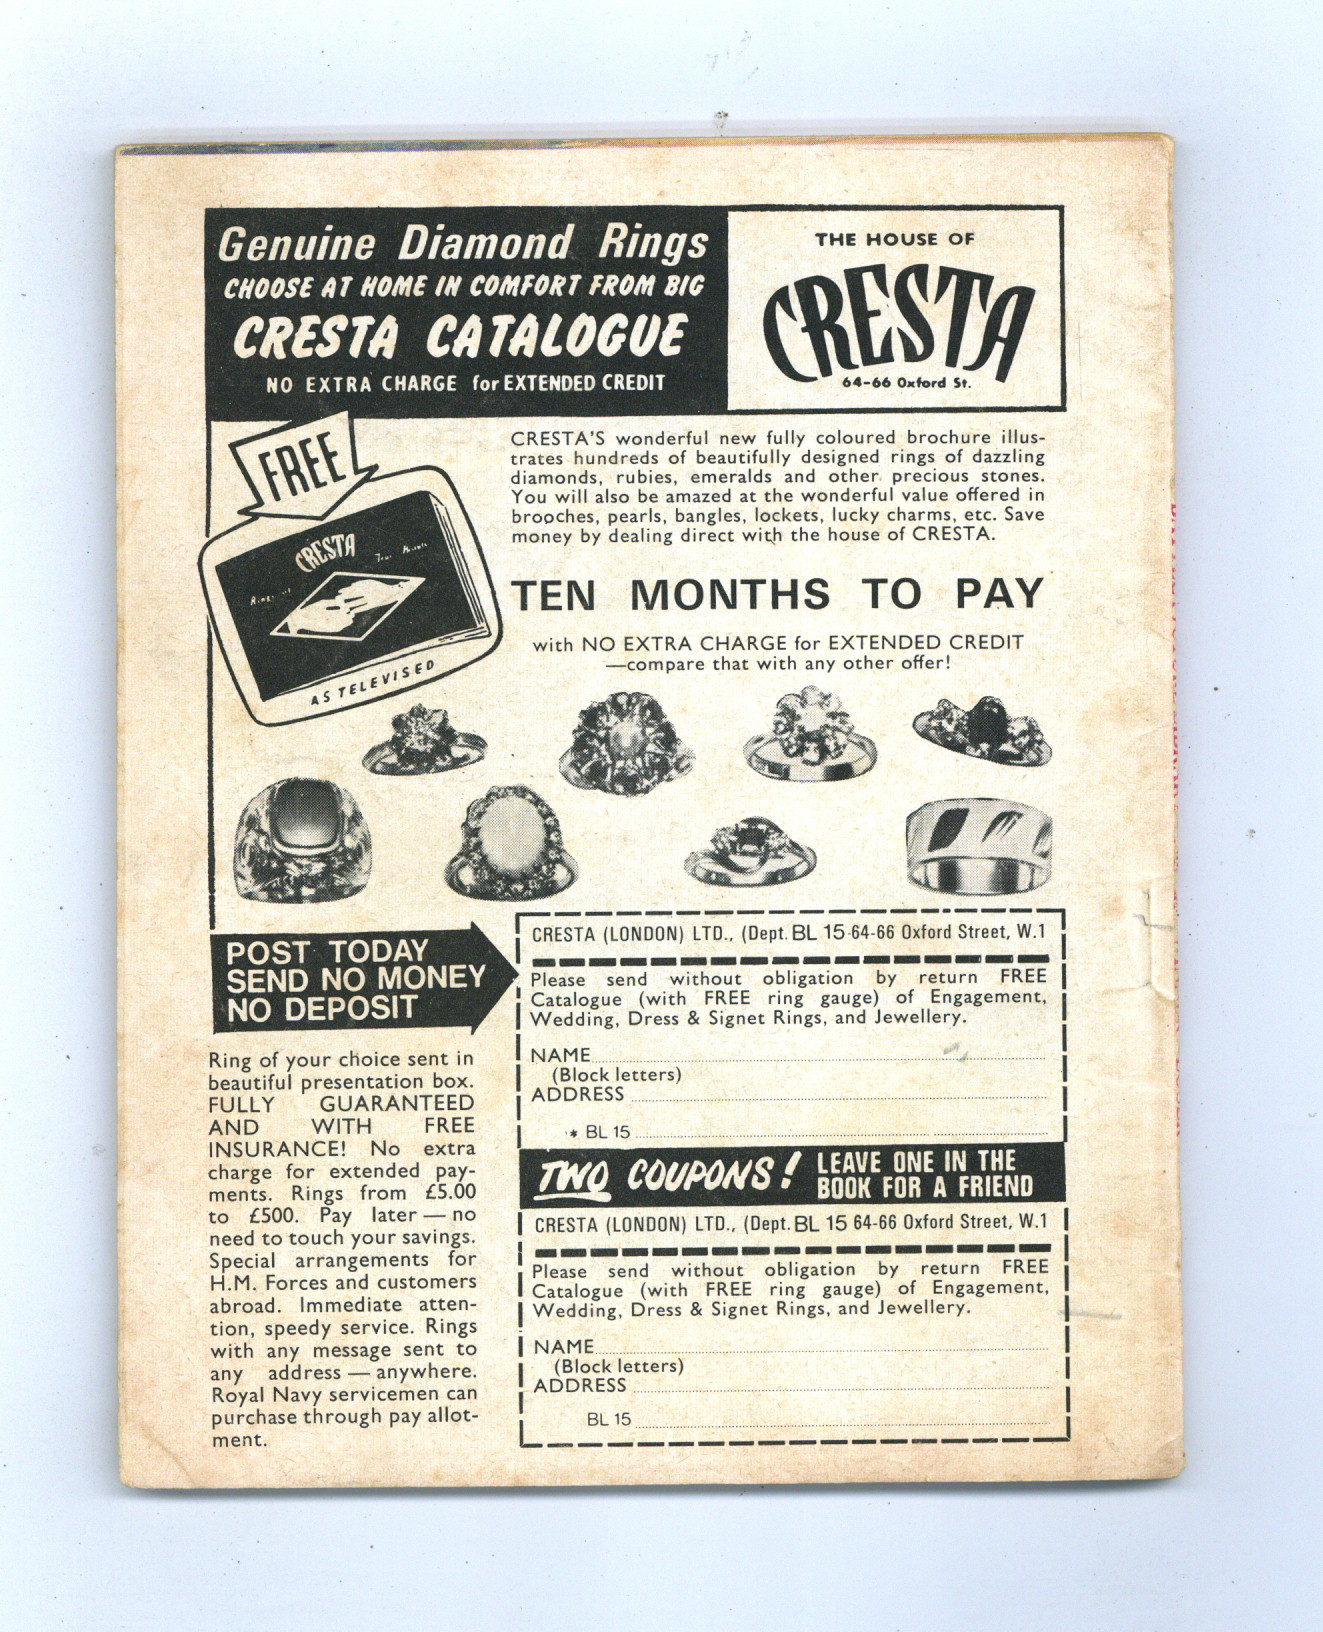 Genuine Diamond Rings
CHOOSE AT HOME IN COMFORT FROM BIG
CRESTA CATALOGUE
NO EXTRA CHARGE for EXTENDED CREDIT
THE HOUSE OF
CRESTA
64-66 Oxford St.
FREE
CRESTA
AS TELEVISED
CRESTA'S wonderful new fully coloured brochure illus-
trates hundreds of beautifully designed rings of dazzling
diamonds, rubies, emeralds and other precious stones.
You will also be amazed at the wonderful value offered in
brooches, pearls, bangles, lockets, lucky charms, etc. Save
money by dealing direct with the house of CRESTA.
TEN MONTHS TO PAY
with NO EXTRA CHARGE for EXTENDED CREDIT
—compare that with any other offer!
POST TODAY
SEND NO MONEY
NO DEPOSIT
Ring of your choice sent in
beautiful presentation box.
FULLY GUARANTEED
AND WITH FREE
INSURANCE! No extra
charge for extended pay-
ments. Rings from £5.00
to £500. Pay later — no
need to touch your savings.
Special arrangements for
H.M. Forces and customers
abroad. Immediate atten-
tion, speedy service. Rings
with any message sent to
any address — anywhere.
Royal Navy servicemen can
purchase through pay allot-
ment.
CRESTA (LONDON) LTD., (Dept. BL 15 64-66 Oxford Street, W.1
Please send without obligation by return FREE
Catalogue (with FREE ring gauge) of Engagement,
Wedding, Dress & Signet Rings, and Jewellery.
NAME
(Block letters)
ADDRESS
* BL 15
TWO COUPONS! LEAVE ONE IN THE
BOOK FOR A FRIEND
CRESTA (LONDON) LTD., (Dept. BL 15 64-66 Oxford Street, W.1
Please send without obligation by return FREE
Catalogue (with FREE ring gauge) of Engagement,
Wedding, Dress & Signet Rings, and Jewellery.
NAME
(Block letters)
ADDRESS
BL 15